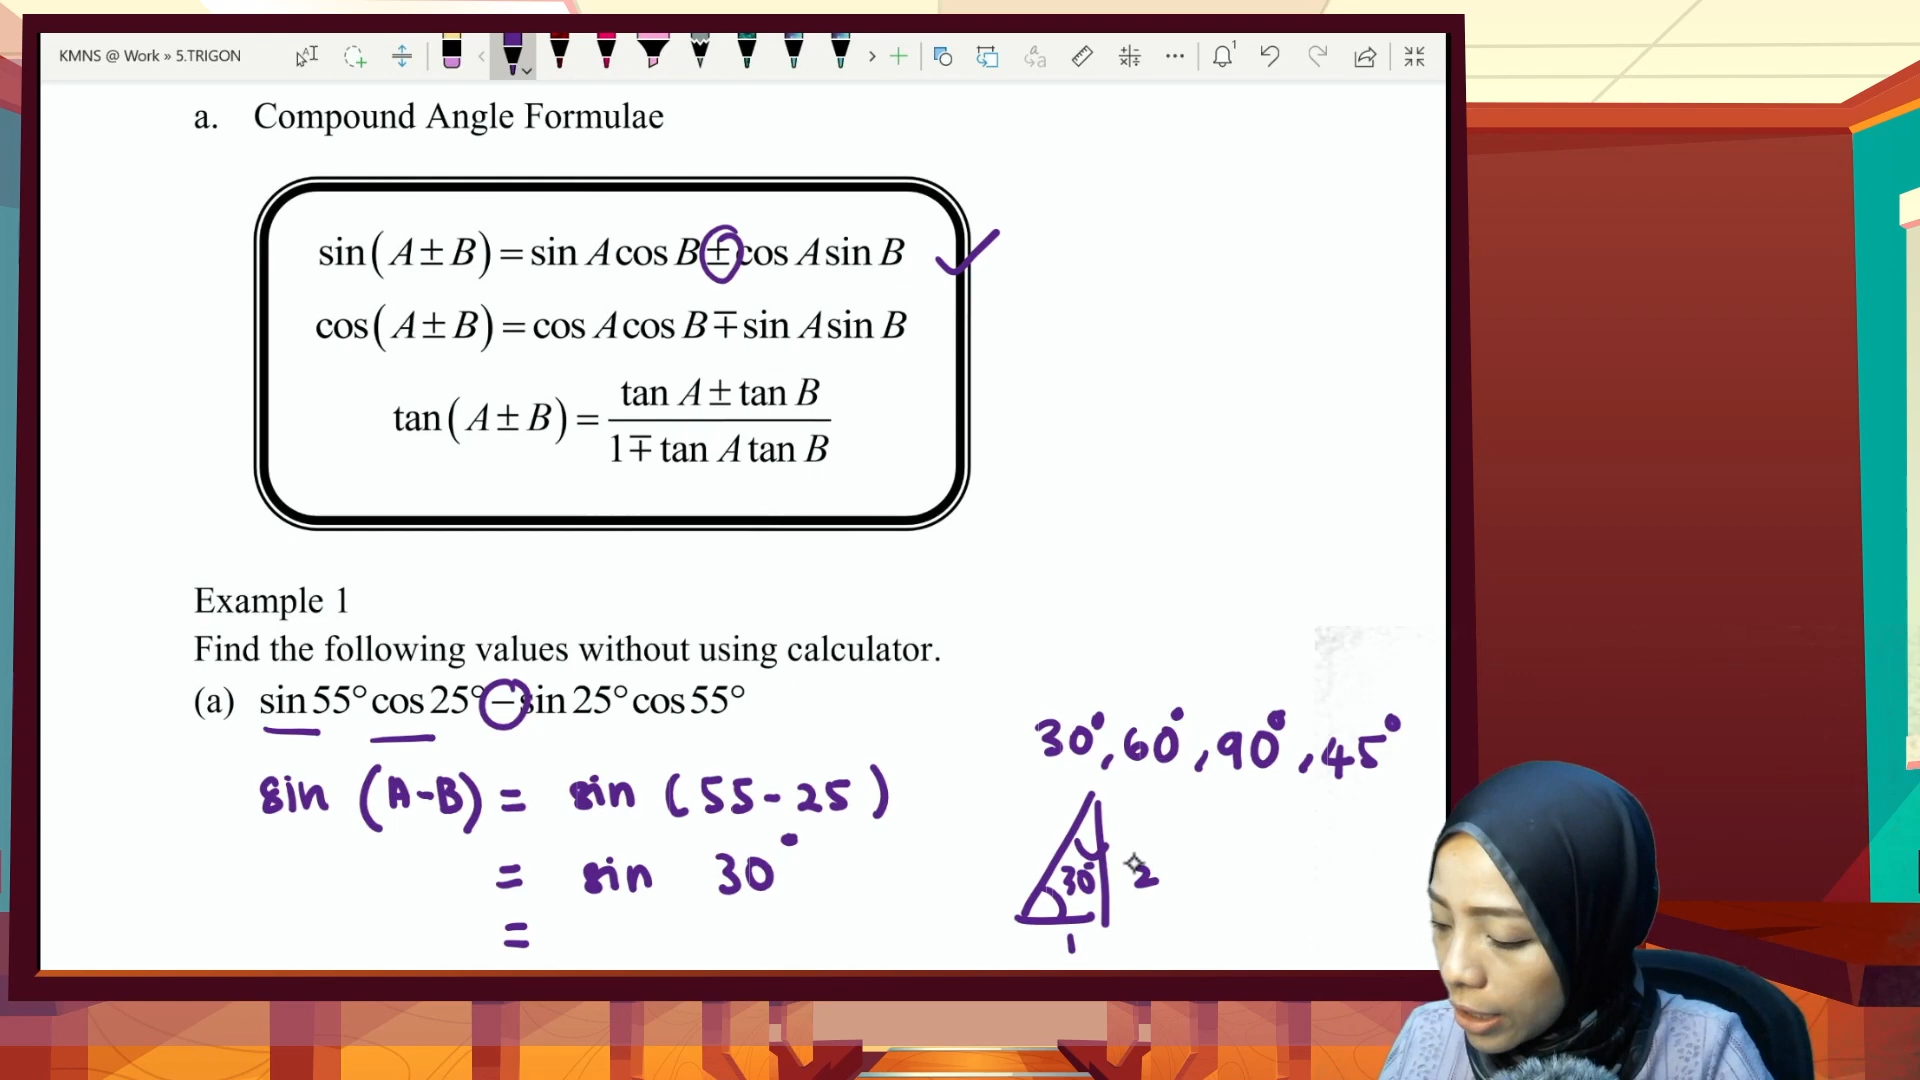 KMNS @ Work » 5.TRIGON
a. Compound Angle Formulae
sin(A±B)=sin A cos B±cos A sin B
cos(A±B)=cos A cos B∓sin A sin B
tan(A±B)=
tan A±tan B
1∓tan A tan B
Example 1
Find the following values without using calculator.
(a) sin 55° cos 25° − sin 25° cos 55°
30°, 60°, 90°, 45°
sin (A-B) = sin (55-25)
30° 2
= sin 30°
1
=